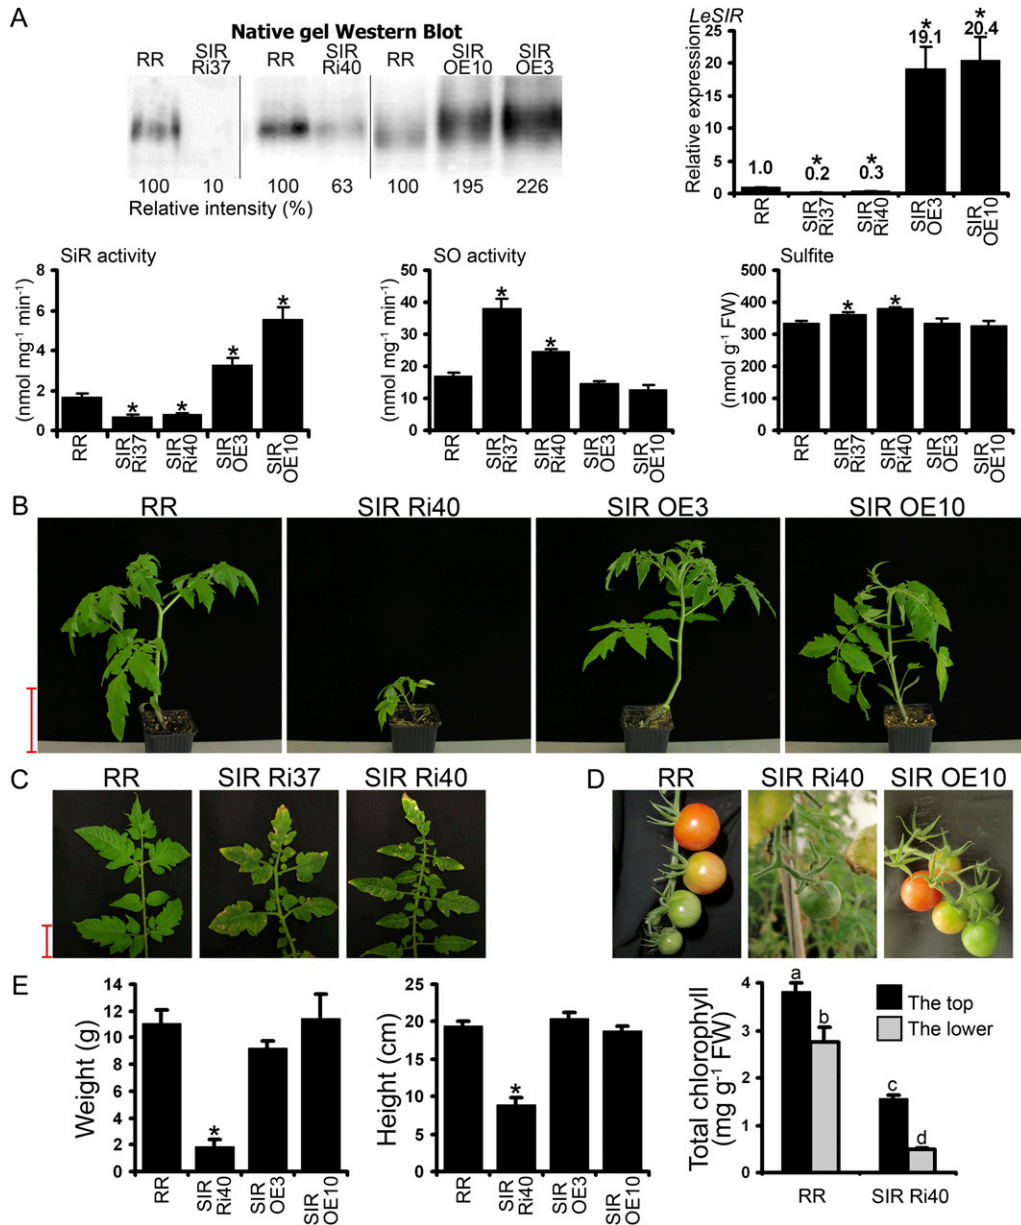 A
Native gel Western Blot
RR SIR Ri37 RR SIR Ri40 RR SIR OE10 SIR OE3
100 10 100 63 100 195 226
Relative intensity (%)
LeSIR
Relative expression
25
20
15
10
5
0
1.0 * 0.2 * 0.3 * 19.1 * 20.4
RR SIR Ri37 SIR Ri40 SIR OE3 SIR OE10
SiR activity
(nmol mg-1 min-1)
8
6
4
2
0
* * * *
RR SIR Ri37 SIR Ri40 SIR OE3 SIR OE10
SO activity
(nmol mg-1 min-1)
50
40
30
20
10
0
* *
RR SIR Ri37 SIR Ri40 SIR OE3 SIR OE10
Sulfite
(nmol g-1 FW)
500
400
300
200
100
0
* *
RR SIR Ri37 SIR Ri40 SIR OE3 SIR OE10
B
RR SIR Ri40 SIR OE3 SIR OE10
C
RR SIR Ri37 SIR Ri40
D
RR SIR Ri40 SIR OE10
E
Weight (g)
14
12
10
8
6
4
2
0
*
RR SIR Ri40 SIR OE3 SIR OE10
Height (cm)
25
20
15
10
5
0
*
RR SIR Ri40 SIR OE3 SIR OE10
Total chlorophyll
(mg g-1 FW)
4
3
2
1
0
a b c d
The top
The lower
RR SIR Ri40